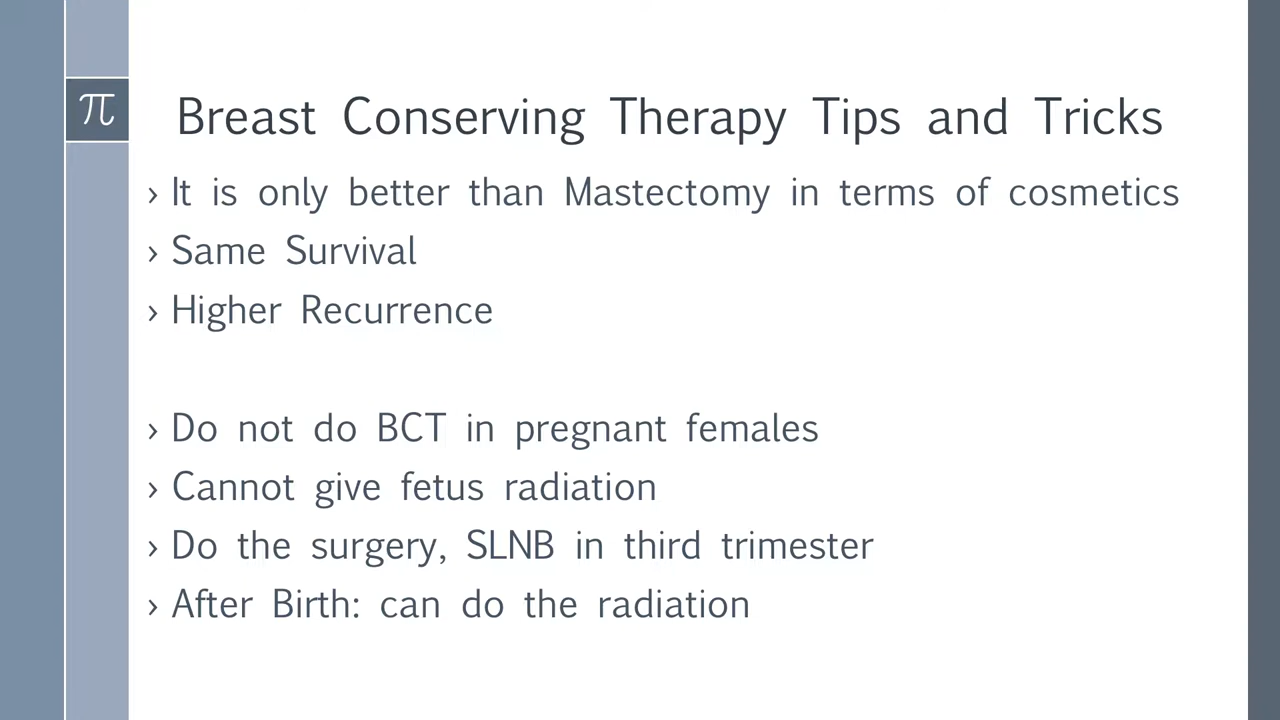 π
Breast Conserving Therapy Tips and Tricks
› It is only better than Mastectomy in terms of cosmetics
› Same Survival
› Higher Recurrence
› Do not do BCT in pregnant females
› Cannot give fetus radiation
› Do the surgery, SLNB in third trimester
› After Birth: can do the radiation